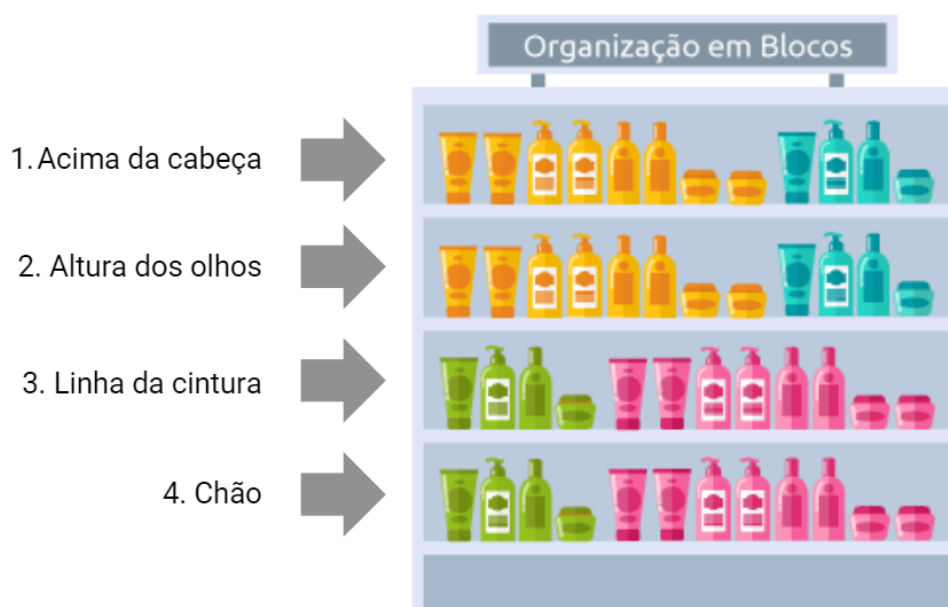 Organização em Blocos
1. Acima da cabeça
2. Altura dos olhos
3. Linha da cintura
4. Chão